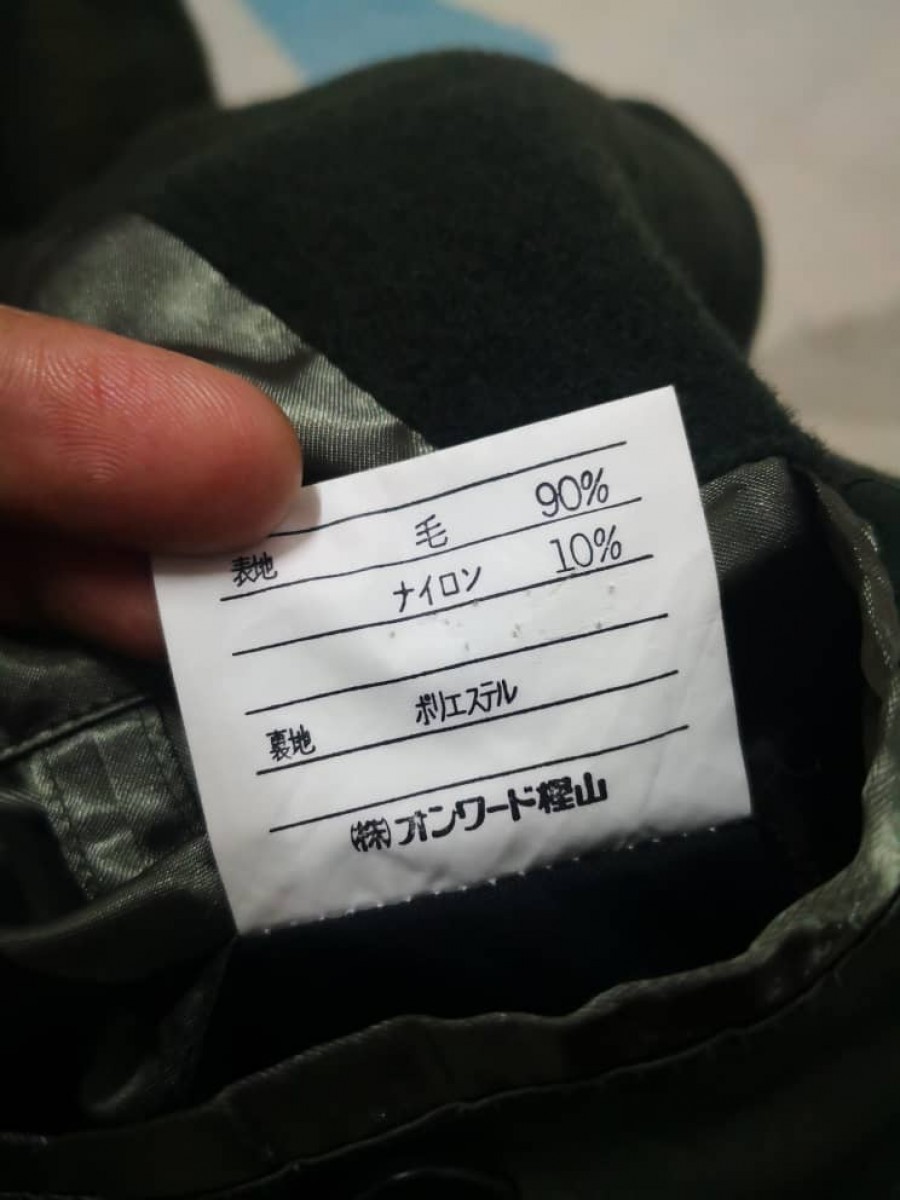 表地 毛 90%
ナイロン 10%
裏地 ポリエステル
㈱オンワード樫山